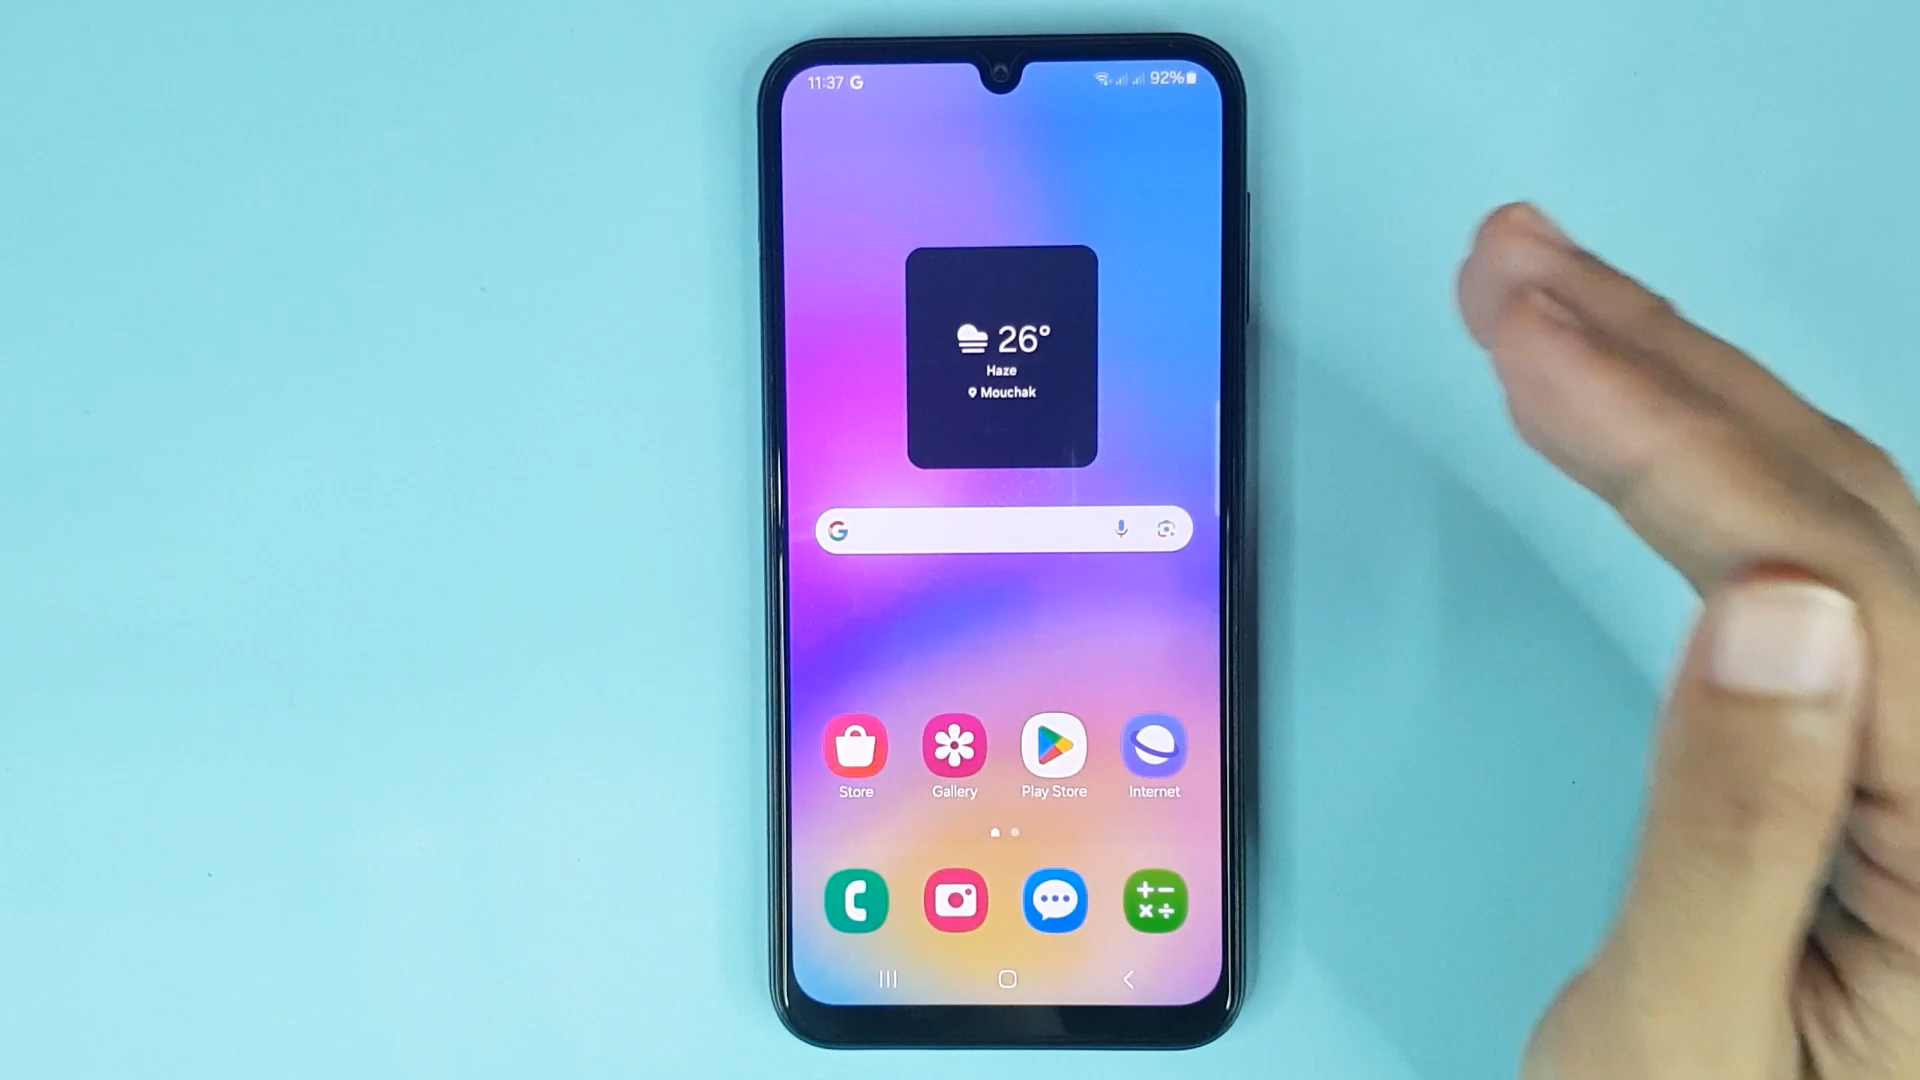 11:37 G
92%
26°
Haze
Mouchak
G
Store
Gallery
Play Store
Internet